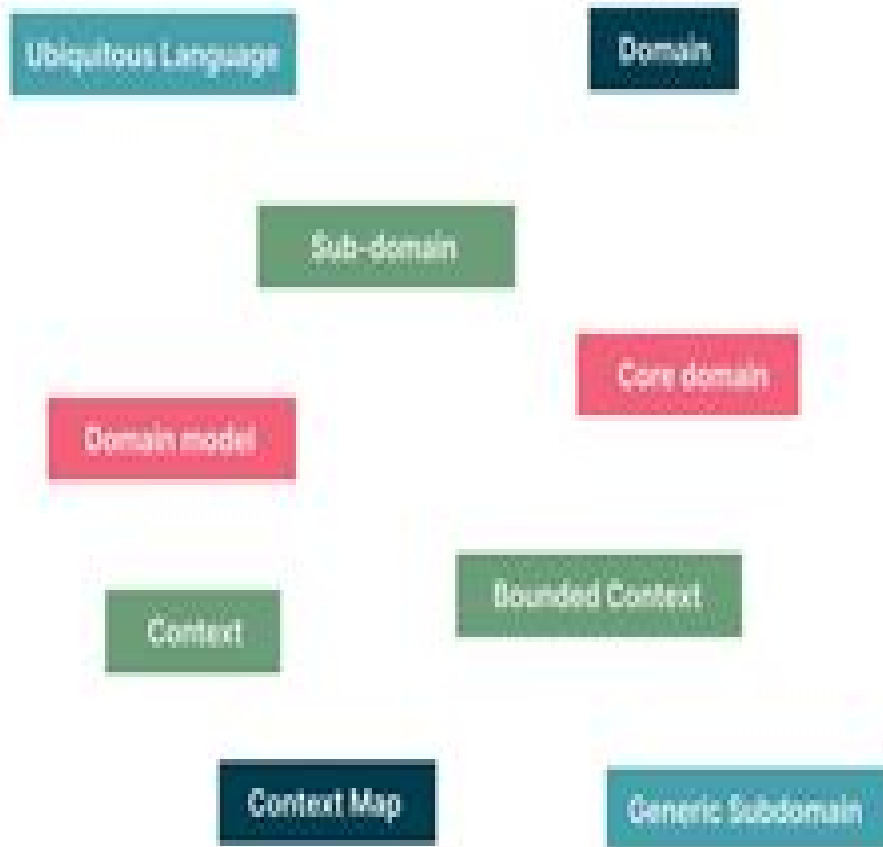 Ubiquitous Language
Domain
Sub-domain
Core domain
Domain model
Bounded Context
Context
Context Map
Generic Subdomain